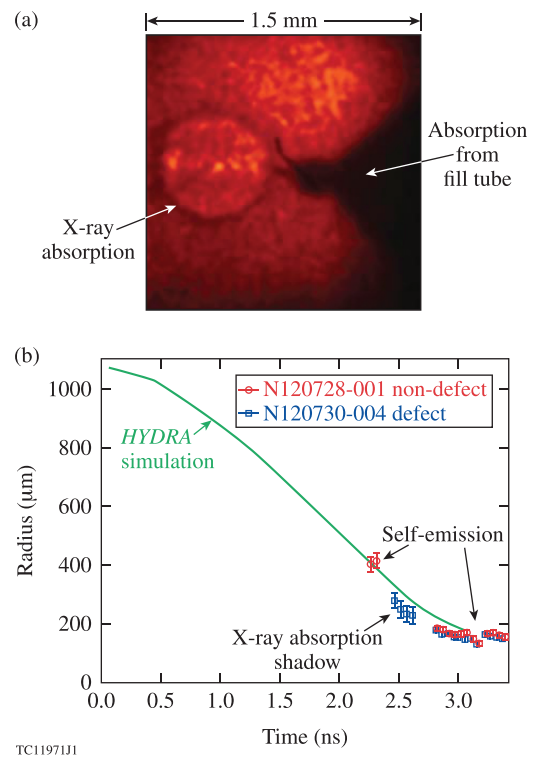 (a)
1.5 mm
Absorption
from
fill tube
X-ray
absorption
(b)
1000
800
600
400
200
0
Radius (μm)
N120728-001 non-defect
N120730-004 defect
HYDRA
simulation
Self-emission
X-ray absorption
shadow
0.0 0.5 1.0 1.5 2.0 2.5 3.0
Time (ns)
TC11971J1